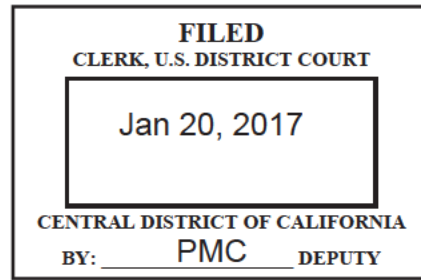 FILED
CLERK, U.S. DISTRICT COURT
Jan 20, 2017
CENTRAL DISTRICT OF CALIFORNIA
BY: PMC DEPUTY